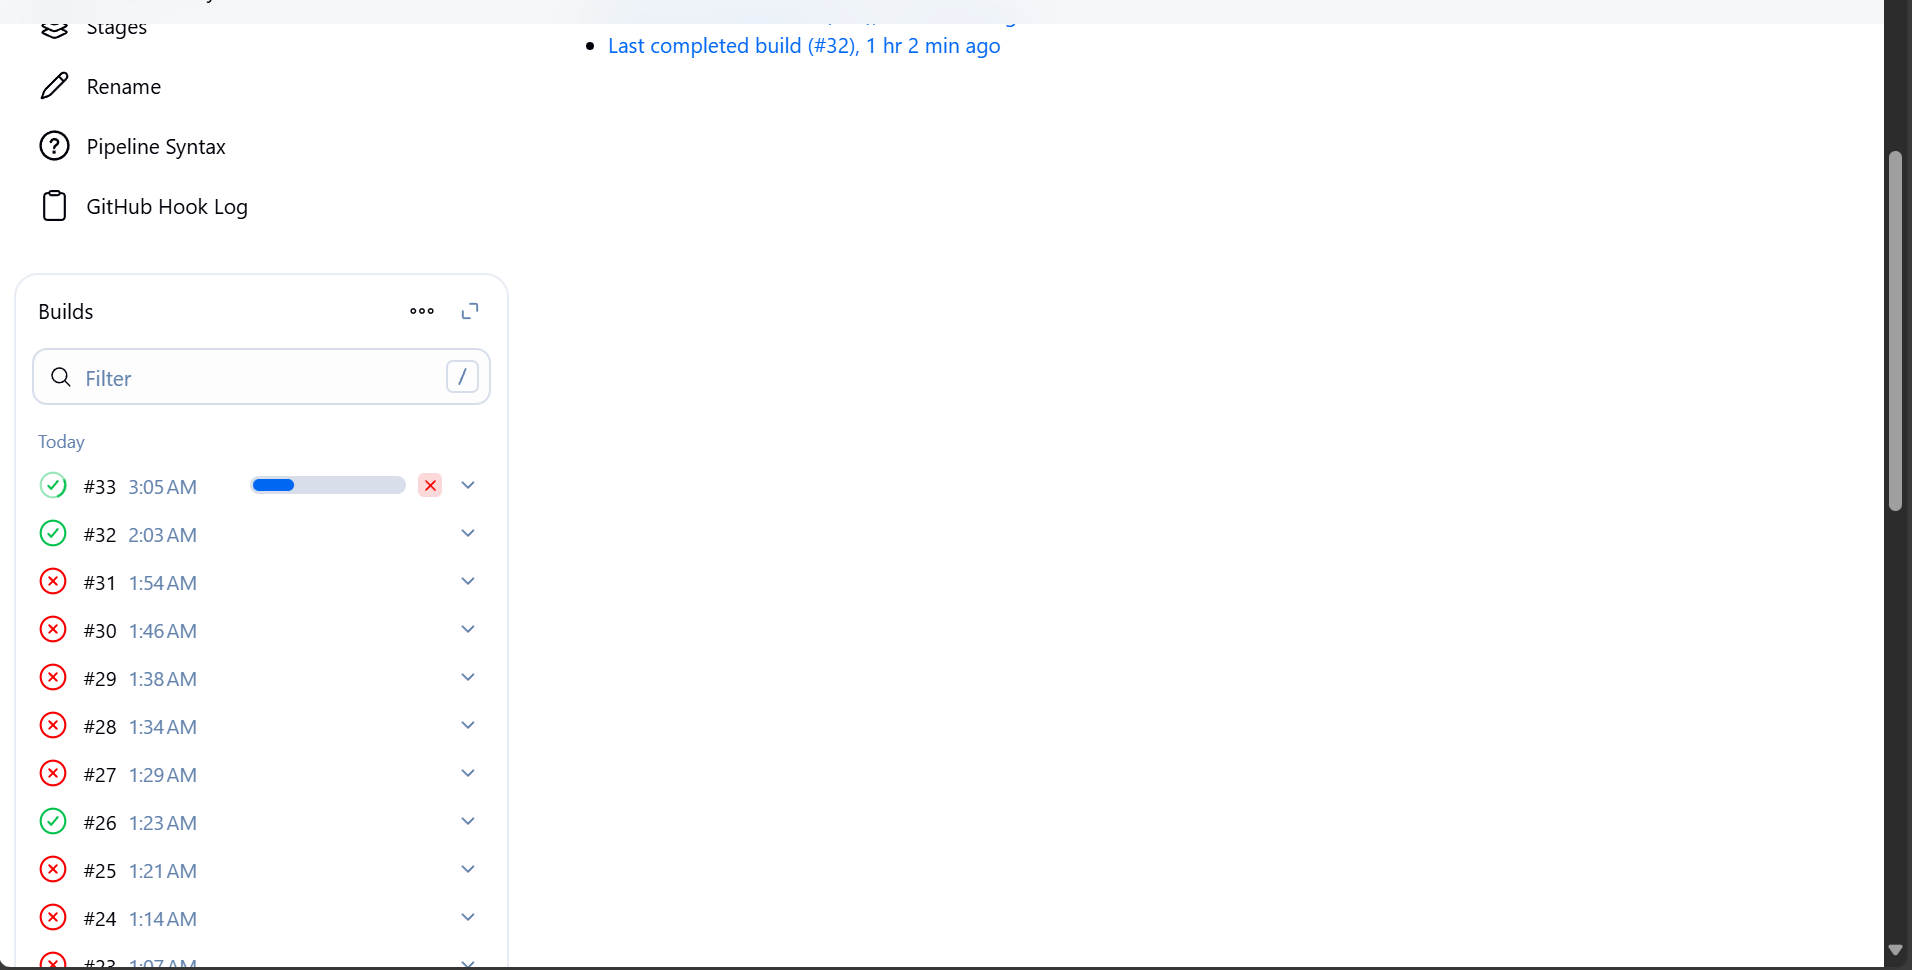 Stages
Last completed build (#32), 1 hr 2 min ago
Rename
Pipeline Syntax
GitHub Hook Log
Builds
Filter
/
Today
#33 3:05 AM
#32 2:03 AM
#31 1:54 AM
#30 1:46 AM
#29 1:38 AM
#28 1:34 AM
#27 1:29 AM
#26 1:23 AM
#25 1:21 AM
#24 1:14 AM
#23 1:07 AM